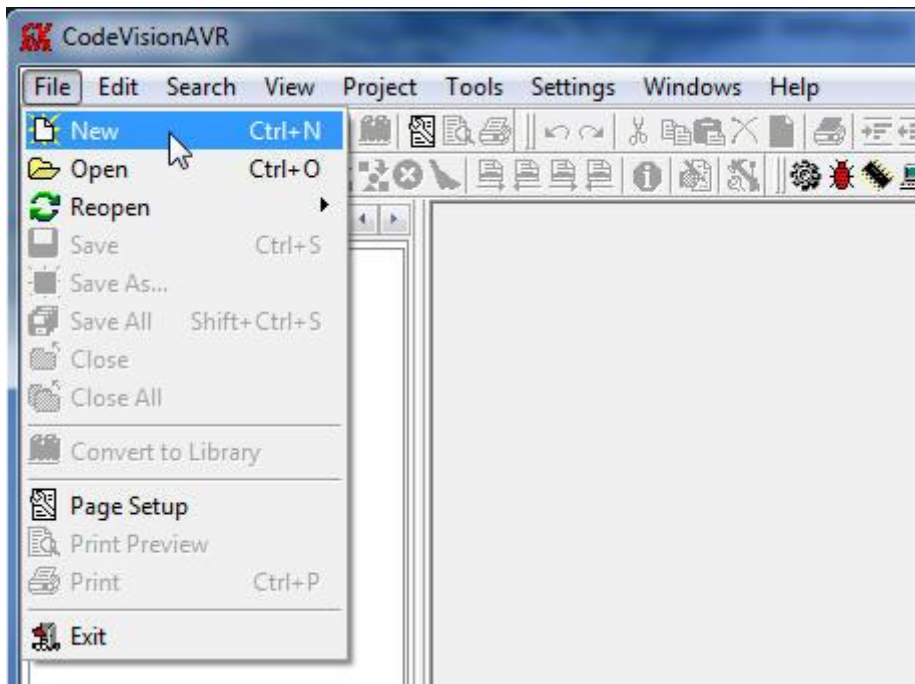 CodeVisionAVR
File Edit Search View Project Tools Settings Windows Help
New Ctrl+N
Open Ctrl+O
Reopen
Save Ctrl+S
Save As...
Save All Shift+Ctrl+S
Close
Close All
Convert to Library
Page Setup
Print Preview
Print Ctrl+P
Exit